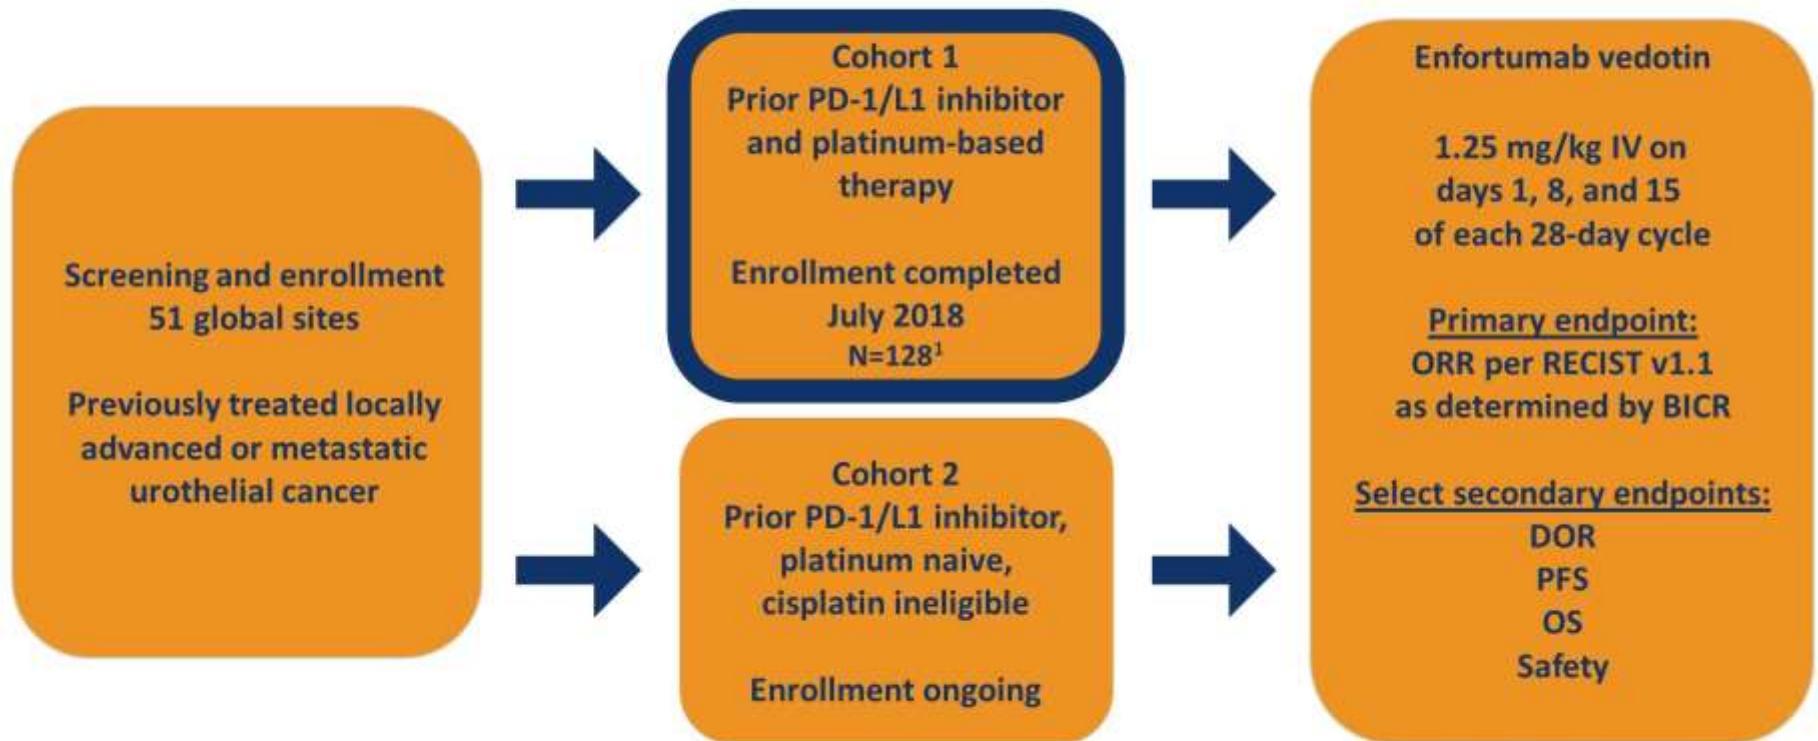 Screening and enrollment
51 global sites
Previously treated locally
advanced or metastatic
urothelial cancer
Cohort 1
Prior PD-1/L1 inhibitor
and platinum-based
therapy
Enrollment completed
July 2018
N=128¹
Cohort 2
Prior PD-1/L1 inhibitor,
platinum naive,
cisplatin ineligible
Enrollment ongoing
Enfortumab vedotin
1.25 mg/kg IV on
days 1, 8, and 15
of each 28-day cycle
Primary endpoint:
ORR per RECIST v1.1
as determined by BICR
Select secondary endpoints:
DOR
PFS
OS
Safety